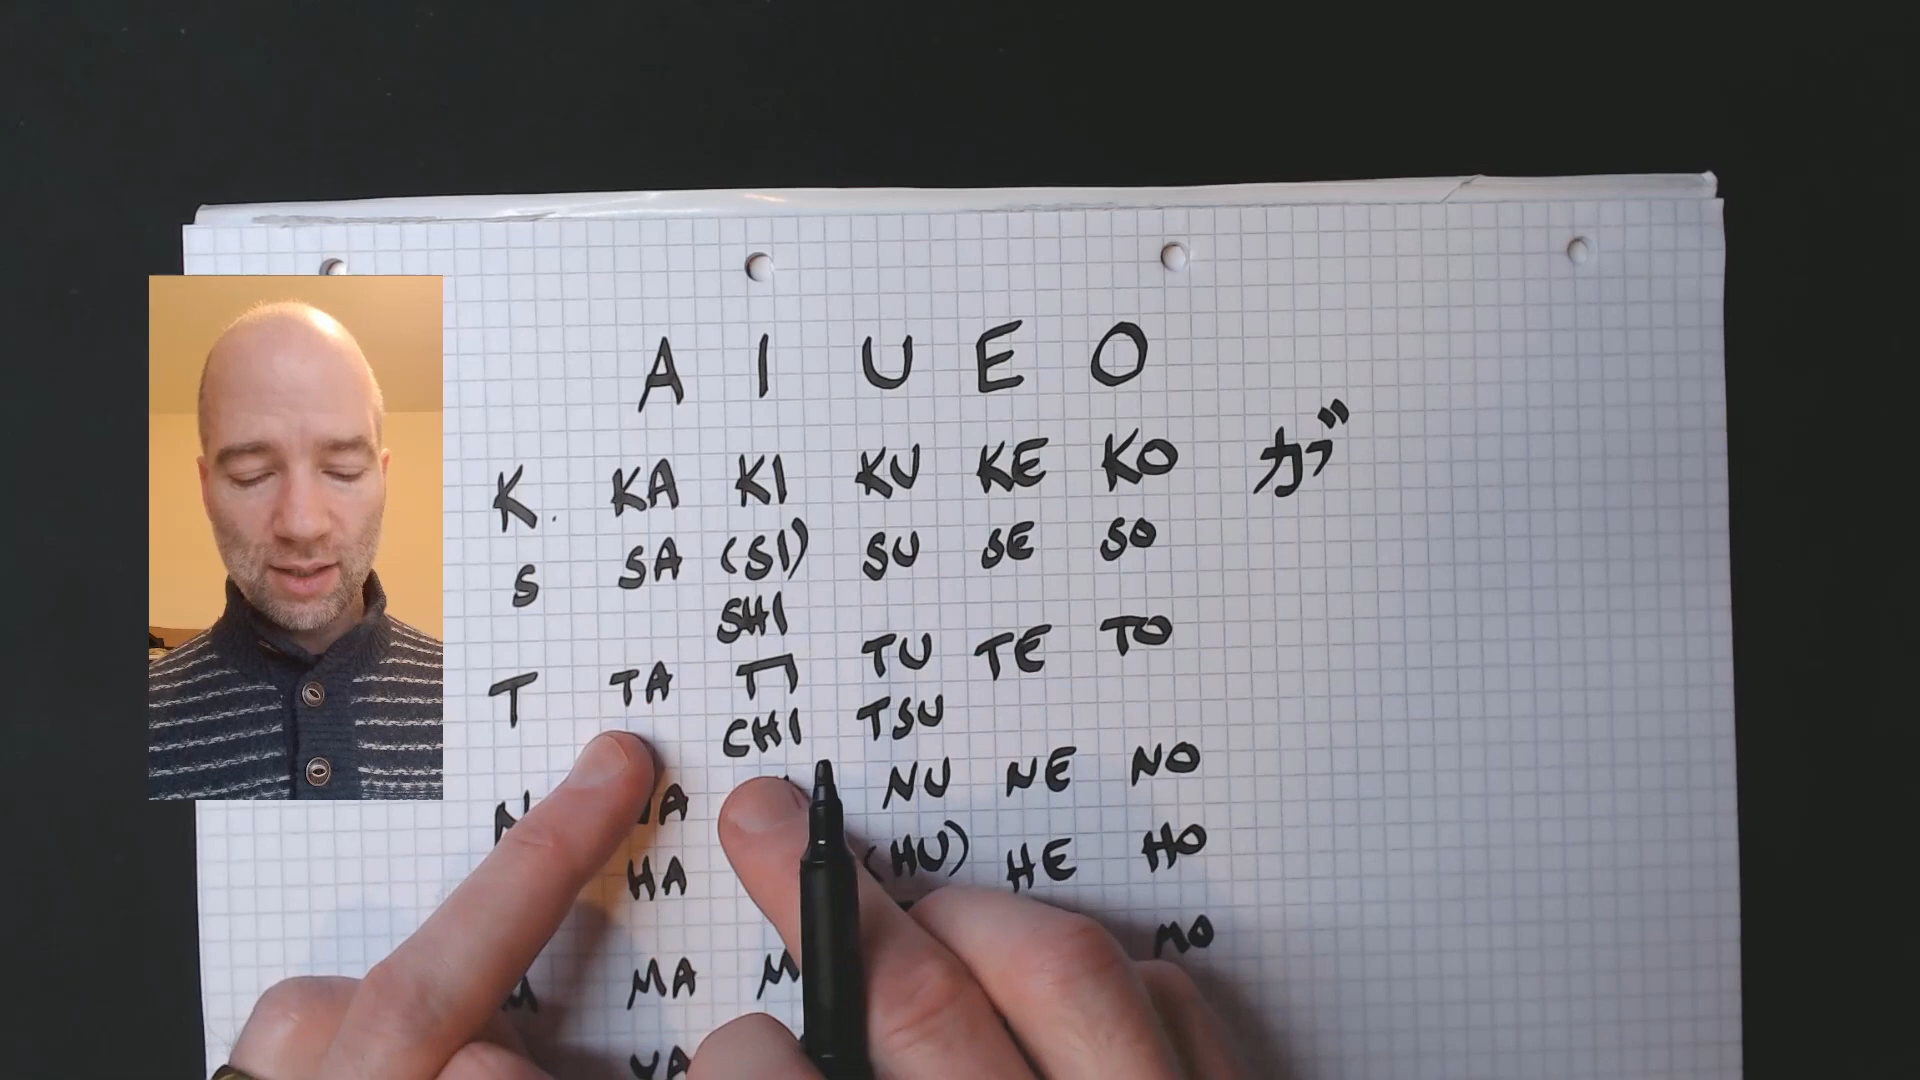 A I U E O
K. KA KI KU KE KO ガ
S SA (SI) SU SE SO
SHI
T TA TI TU TE TO
CHI TSU
N NU NE NO
HA (HU) HE HO
M MA MO
YA